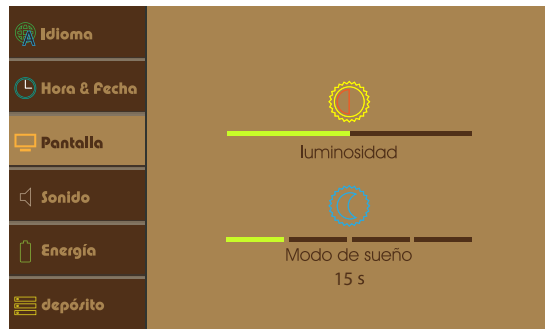 Idioma
Hora & Fecha
Pantalla
Sonido
Energía
depósito
luminosidad
Modo de sueño
15 s